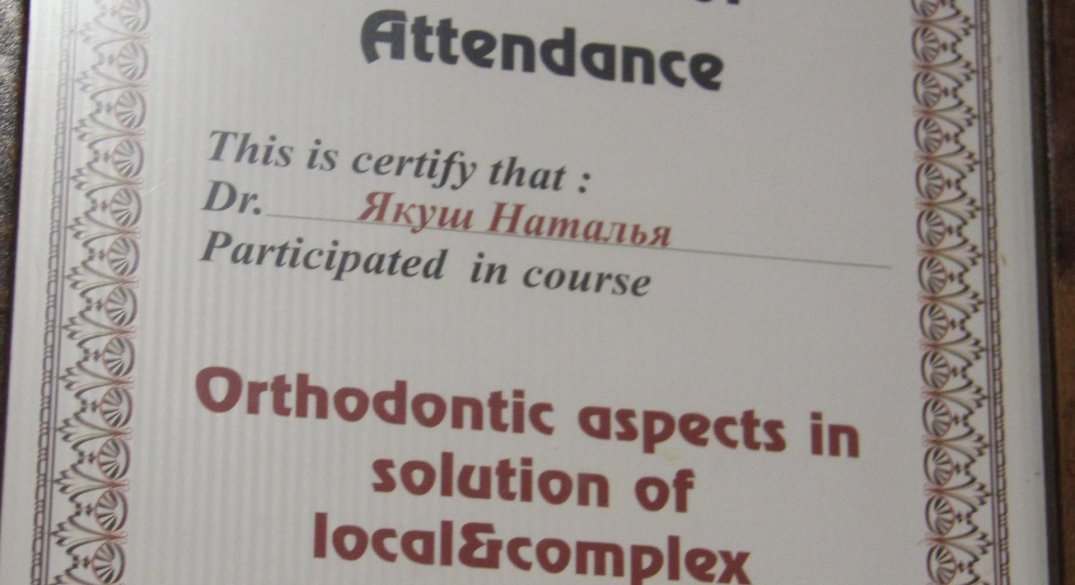 Attendance
This is certify that :
Dr. Якуш Наталья
Participated in course
Orthodontic aspects in
solution of
local&complex